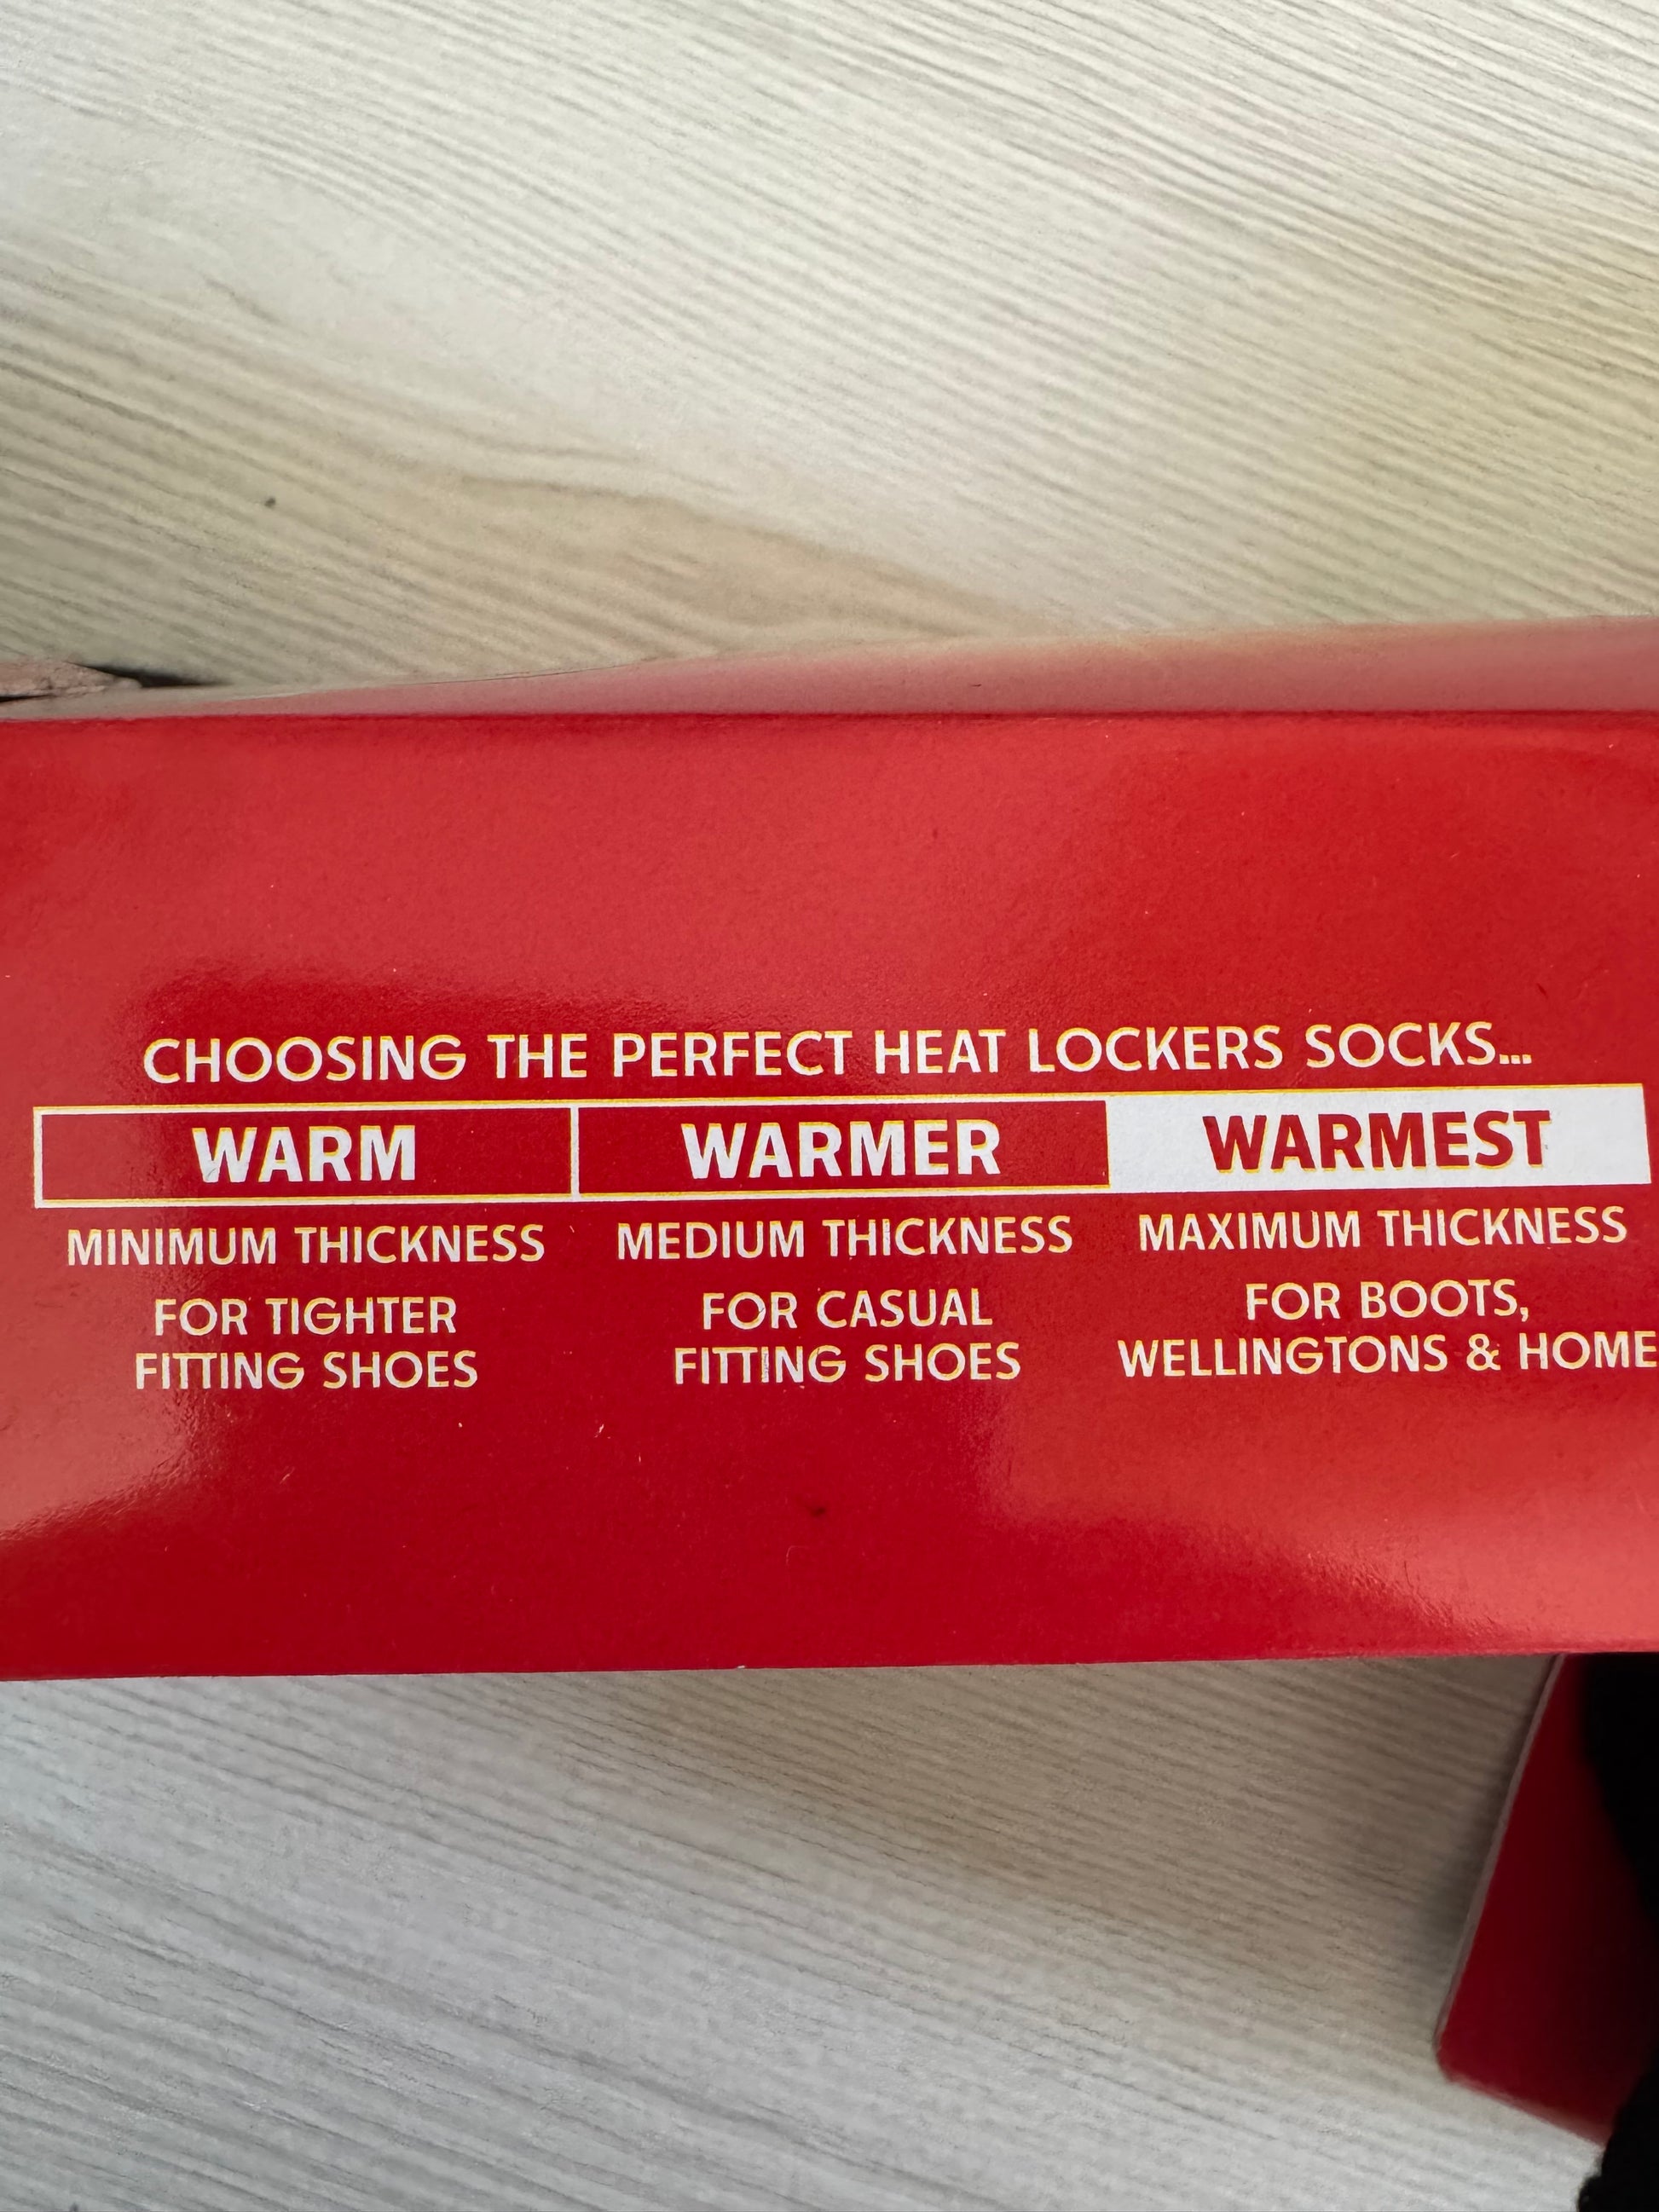 CHOOSING THE PERFECT HEAT LOCKERS SOCKS...
WARM WARMER WARMEST
MINIMUM THICKNESS MEDIUM THICKNESS MAXIMUM THICKNESS
FOR TIGHTER FOR CASUAL FOR BOOTS,
FITTING SHOES FITTING SHOES WELLINGTONS & HOME